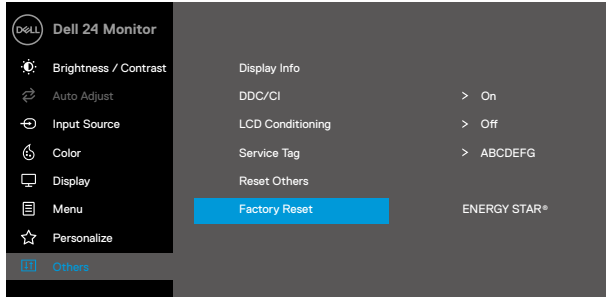 DELL Dell 24 Monitor
Brightness / Contrast
Auto Adjust
Input Source
Color
Display
Menu
Personalize
Others
Display Info
DDC/CI > On
LCD Conditioning > Off
Service Tag > ABCDEFG
Reset Others
Factory Reset ENERGY STAR®